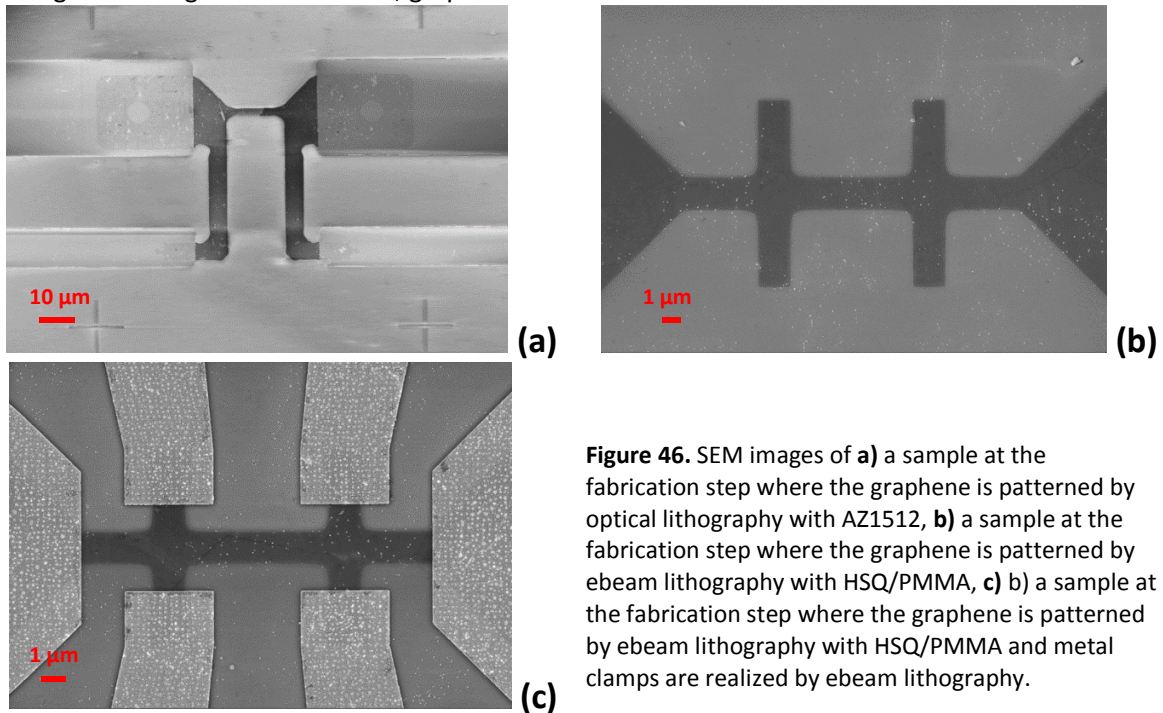 10 µm
(a)
1 µm
(b)
1 µm
(c)
Figure 46. SEM images of a) a sample at the
fabrication step where the graphene is patterned by
optical lithography with AZ1512, b) a sample at the
fabrication step where the graphene is patterned by
ebeam lithography with HSQ/PMMA, c) b) a sample at
the fabrication step where the graphene is patterned
by ebeam lithography with HSQ/PMMA and metal
clamps are realized by ebeam lithography.